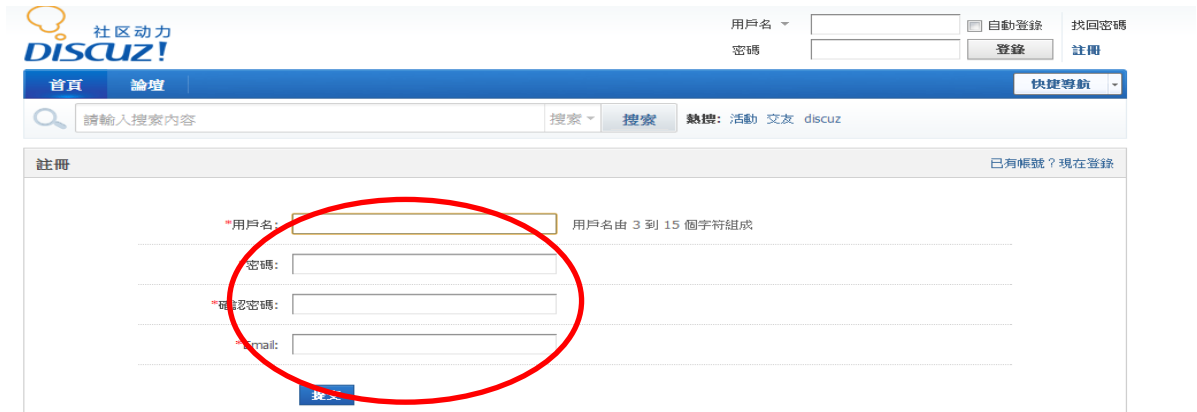 社区动力
DISCUZ!
用戶名
自動登錄 找回密碼
密碼
登錄 註冊
首頁 論壇
快捷導航
請輸入搜索內容 搜索 搜索 熱搜: 活動 交友 discuz
註冊
已有帳號？現在登錄
*用戶名: 用戶名由 3 到 15 個字符組成
密碼:
*確認密碼:
*Email:
提交